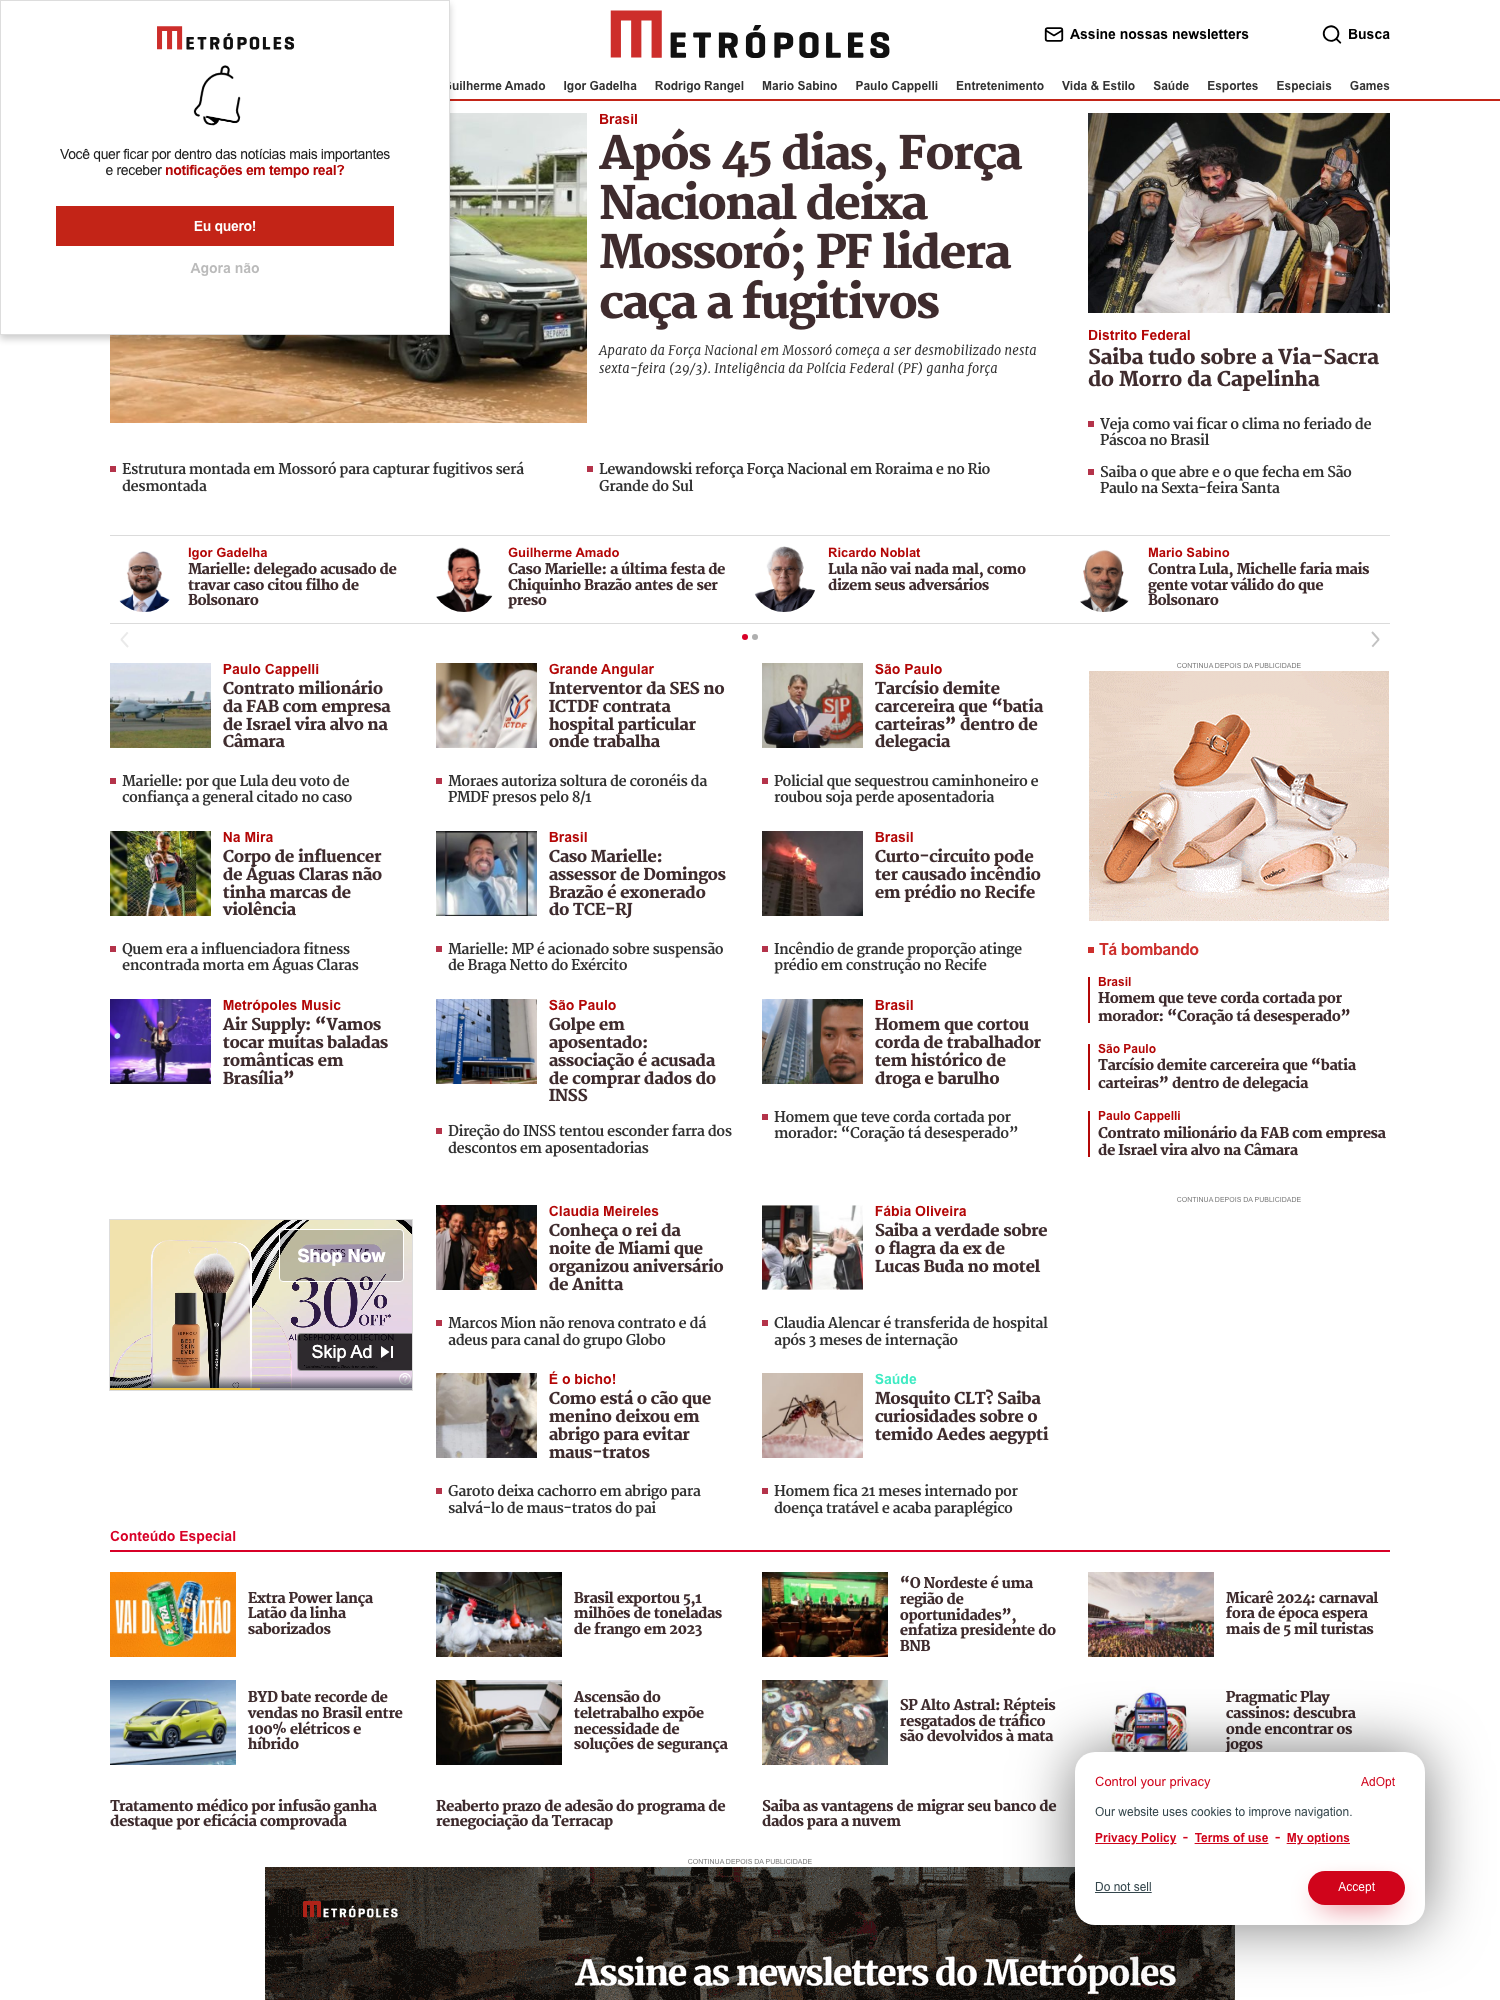 METRÓPOLES
Você quer ficar por dentro das notícias mais importantes
e receber notificações em tempo real?
Eu quero!
Agora não
METRÓPOLES
Assine nossas newsletters
Busca
Guilherme Amado Igor Gadelha Rodrigo Rangel Mario Sabino Paulo Cappelli Entretenimento Vida & Estilo Saúde Esportes Especiais Games
Brasil
Após 45 dias, Força
Nacional deixa
Mossoró; PF lidera
caça a fugitivos
Aparato da Força Nacional em Mossoró começa a ser desmobilizado nesta
sexta-feira (29/3). Inteligência da Polícia Federal (PF) ganha força
Estrutura montada em Mossoró para capturar fugitivos será
desmontada
Lewandowski reforça Força Nacional em Roraima e no Rio
Grande do Sul
Distrito Federal
Saiba tudo sobre a Via-Sacra
do Morro da Capelinha
Veja como vai ficar o clima no feriado de
Páscoa no Brasil
Saiba o que abre e o que fecha em São
Paulo na Sexta-feira Santa
Igor Gadelha
Marielle: delegado acusado de
travar caso citou filho de
Bolsonaro
Guilherme Amado
Caso Marielle: a última festa de
Chiquinho Brazão antes de ser
preso
Ricardo Noblat
Lula não vai nada mal, como
dizem seus adversários
Mario Sabino
Contra Lula, Michelle faria mais
gente votar válido do que
Bolsonaro
Paulo Cappelli
Contrato milionário
da FAB com empresa
de Israel vira alvo na
Câmara
Marielle: por que Lula deu voto de
confiança a general citado no caso
Grande Angular
Interventor da SES no
ICTDF contrata
hospital particular
onde trabalha
ICTDF
Moraes autoriza soltura de coronéis da
PMDF presos pelo 8/1
São Paulo
Tarcísio demite
carcereira que “batia
carteiras” dentro de
delegacia
SP
Policial que sequestrou caminhoneiro e
roubou soja perde aposentadoria
CONTINUA DEPOIS DA PUBLICIDADE
moleca
Na Mira
Corpo de influencer
de Águas Claras não
tinha marcas de
violência
Quem era a influenciadora fitness
encontrada morta em Águas Claras
Brasil
Caso Marielle:
assessor de Domingos
Brazão é exonerado
do TCE-RJ
Marielle: MP é acionado sobre suspensão
de Braga Netto do Exército
Brasil
Curto-circuito pode
ter causado incêndio
em prédio no Recife
Incêndio de grande proporção atinge
prédio em construção no Recife
Tá bombando
Brasil
Homem que teve corda cortada por
morador: “Coração tá desesperado”
São Paulo
Tarcísio demite carcereira que “batia
carteiras” dentro de delegacia
Paulo Cappelli
Contrato milionário da FAB com empresa
de Israel vira alvo na Câmara
CONTINUA DEPOIS DA PUBLICIDADE
Metrópoles Music
Air Supply: “Vamos
tocar muitas baladas
românticas em
Brasília”
São Paulo
Golpe em
aposentado:
associação é acusada
de comprar dados do
INSS
Direção do INSS tentou esconder farra dos
descontos em aposentadorias
Brasil
Homem que cortou
corda de trabalhador
tem histórico de
droga e barulho
Homem que teve corda cortada por
morador: “Coração tá desesperado”
Shop Now
30%
OFF*
ALL SEPHORA COLLECTION
BEST
SKIN
EVER
Skip Ad
Claudia Meireles
Conheça o rei da
noite de Miami que
organizou aniversário
de Anitta
Marcos Mion não renova contrato e dá
adeus para canal do grupo Globo
Fábia Oliveira
Saiba a verdade sobre
o flagra da ex de
Lucas Buda no motel
Claudia Alencar é transferida de hospital
após 3 meses de internação
É o bicho!
Como está o cão que
menino deixou em
abrigo para evitar
maus-tratos
Garoto deixa cachorro em abrigo para
salvá-lo de maus-tratos do pai
Saúde
Mosquito CLT? Saiba
curiosidades sobre o
temido Aedes aegypti
Homem fica 21 meses internado por
doença tratável e acaba paraplégico
Conteúdo Especial
VAI DE LATÃO
Extra Power lança
Latão da linha
saborizados
Brasil exportou 5,1
milhões de toneladas
de frango em 2023
“O Nordeste é uma
região de
oportunidades”,
enfatiza presidente do
BNB
Micarê 2024: carnaval
fora de época espera
mais de 5 mil turistas
BYD bate recorde de
vendas no Brasil entre
100% elétricos e
híbrido
Ascensão do
teletrabalho expõe
necessidade de
soluções de segurança
SP Alto Astral: Répteis
resgatados de tráfico
são devolvidos à mata
Pragmatic Play
cassinos: descubra
onde encontrar os
jogos
Tratamento médico por infusão ganha
destaque por eficácia comprovada
Reaberto prazo de adesão do programa de
renegociação da Terracap
Saiba as vantagens de migrar seu banco de
dados para a nuvem
Control your privacy
AdOpt
Our website uses cookies to improve navigation.
Privacy Policy - Terms of use - My options
Do not sell
Accept
CONTINUA DEPOIS DA PUBLICIDADE
METRÓPOLES
Assine as newsletters do Metrópoles